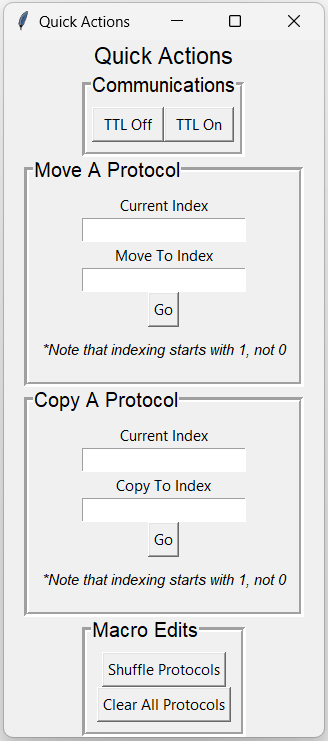 Quick Actions
Quick Actions
Communications
TTL Off TTL On
Move A Protocol
Current Index
Move To Index
Go
*Note that indexing starts with 1, not 0
Copy A Protocol
Current Index
Copy To Index
Go
*Note that indexing starts with 1, not 0
Macro Edits
Shuffle Protocols
Clear All Protocols